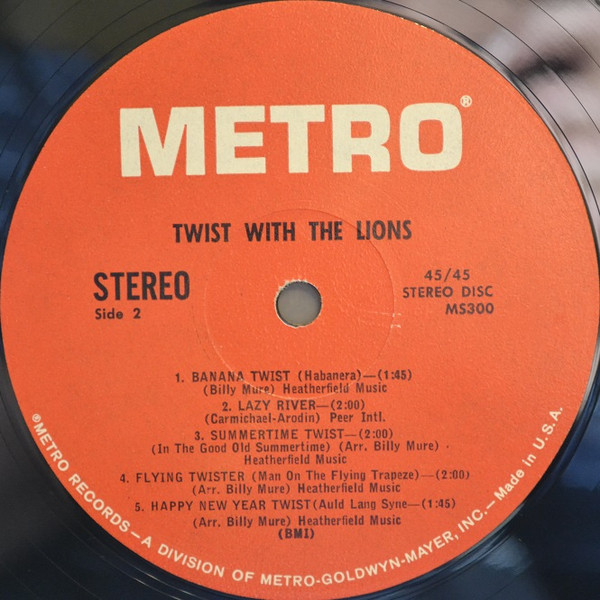 METRO®
TWIST WITH THE LIONS
STEREO
Side 2
45/45
STEREO DISC
MS300
1. BANANA TWIST (Habanera)—(1:45)
(Billy Mure) Heatherfield Music
2. LAZY RIVER—(2:00)
(Carmichael-Arodin) Peer Intl.
3. SUMMERTIME TWIST—(2:00)
(In The Good Old Summertime) (Arr. Billy Mure)
Heatherfield Music
4. FLYING TWISTER (Man On The Flying Trapeze)—(2:00)
(Arr. Billy Mure) Heatherfield Music
5. HAPPY NEW YEAR TWIST(Auld Lang Syne—(1:45)
(Arr. Billy Mure) Heatherfield Music
(BMI)
®METRO RECORDS—A DIVISION OF METRO-GOLDWYN-MAYER, INC.—Made in U.S.A.